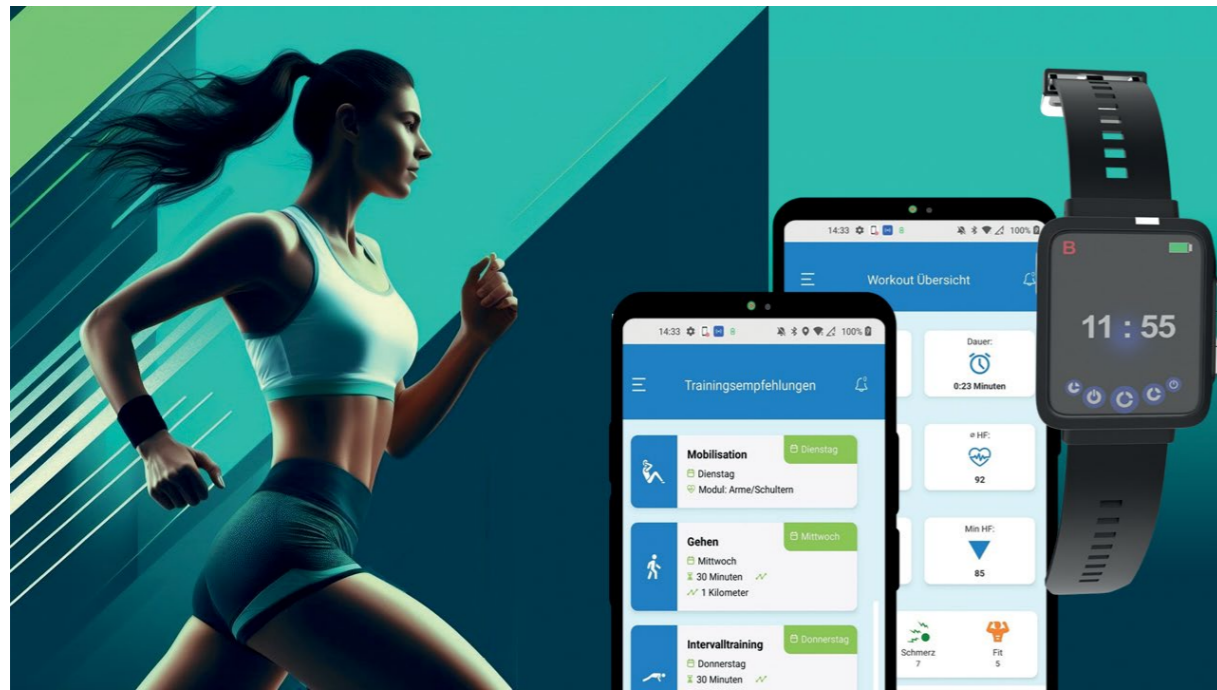 14:33
100%
Trainingsempfehlungen
Mobilisation
Dienstag
Dienstag
Modul: Arme/Schultern
Gehen
Mittwoch
Mittwoch
30 Minuten
1 Kilometer
Intervalltraining
Donnerstag
Donnerstag
30 Minuten
14:33
100%
Workout Übersicht
Dauer:
0:23 Minuten
ø HF:
92
Min HF:
85
Schmerz
7
Fit
5
B
11 : 55